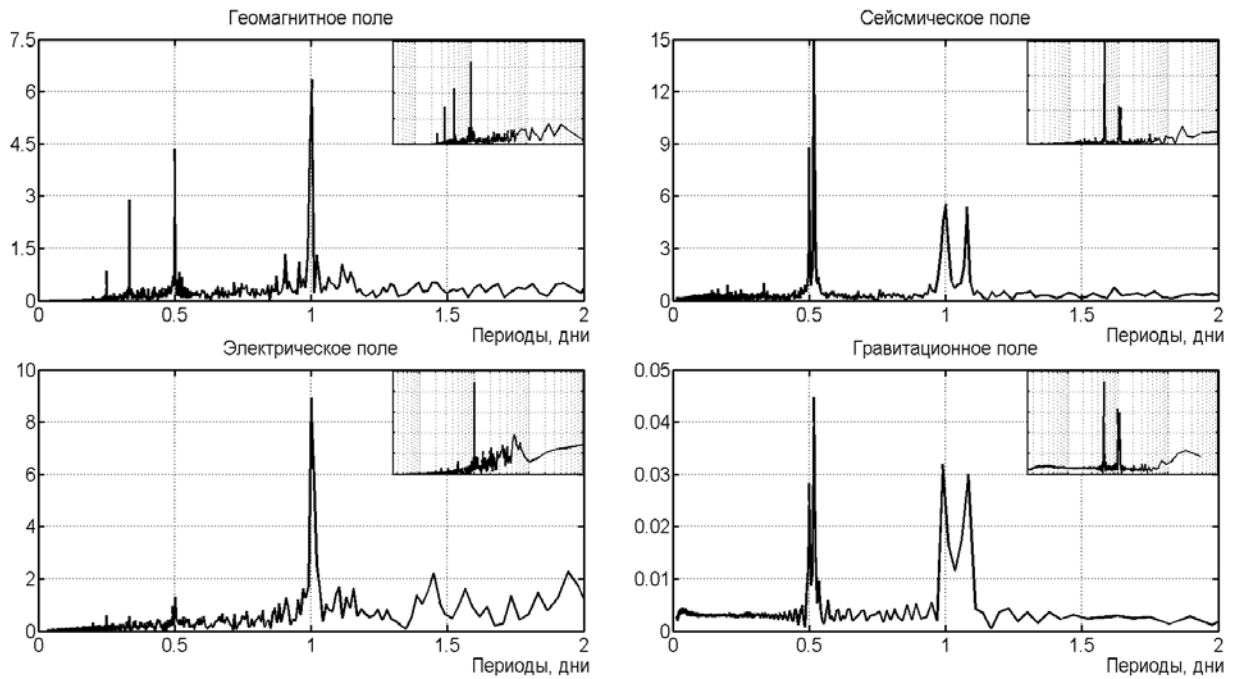 Геомагнитное поле
7.5
6
4.5
3
1.5
0
0 0.5 1 1.5 2
Периоды, дни
Сейсмическое поле
15
12
9
6
3
0
0 0.5 1 1.5 2
Периоды, дни
Электрическое поле
10
8
6
4
2
0
0 0.5 1 1.5 2
Периоды, дни
Гравитационное поле
0.05
0.04
0.03
0.02
0.01
0
0 0.5 1 1.5 2
Периоды, дни